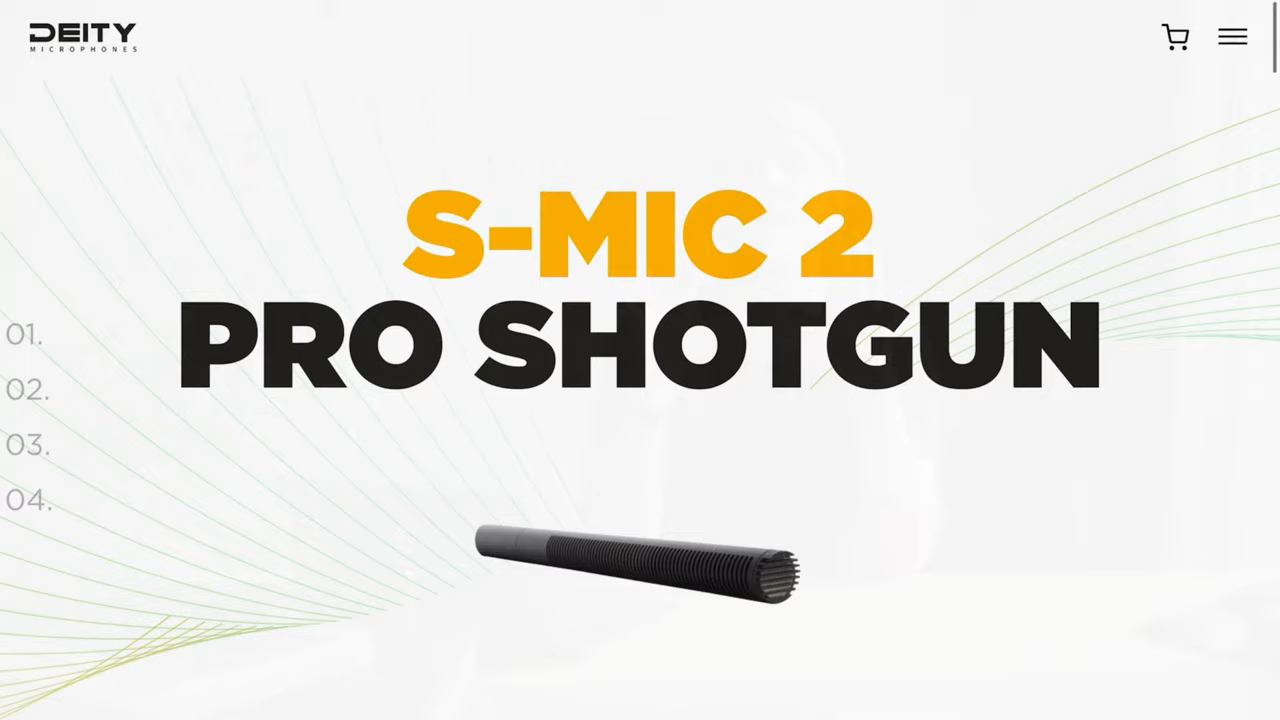 DEITY
MICROPHONES
S-MIC 2
PRO SHOTGUN
01.
02.
03.
04.